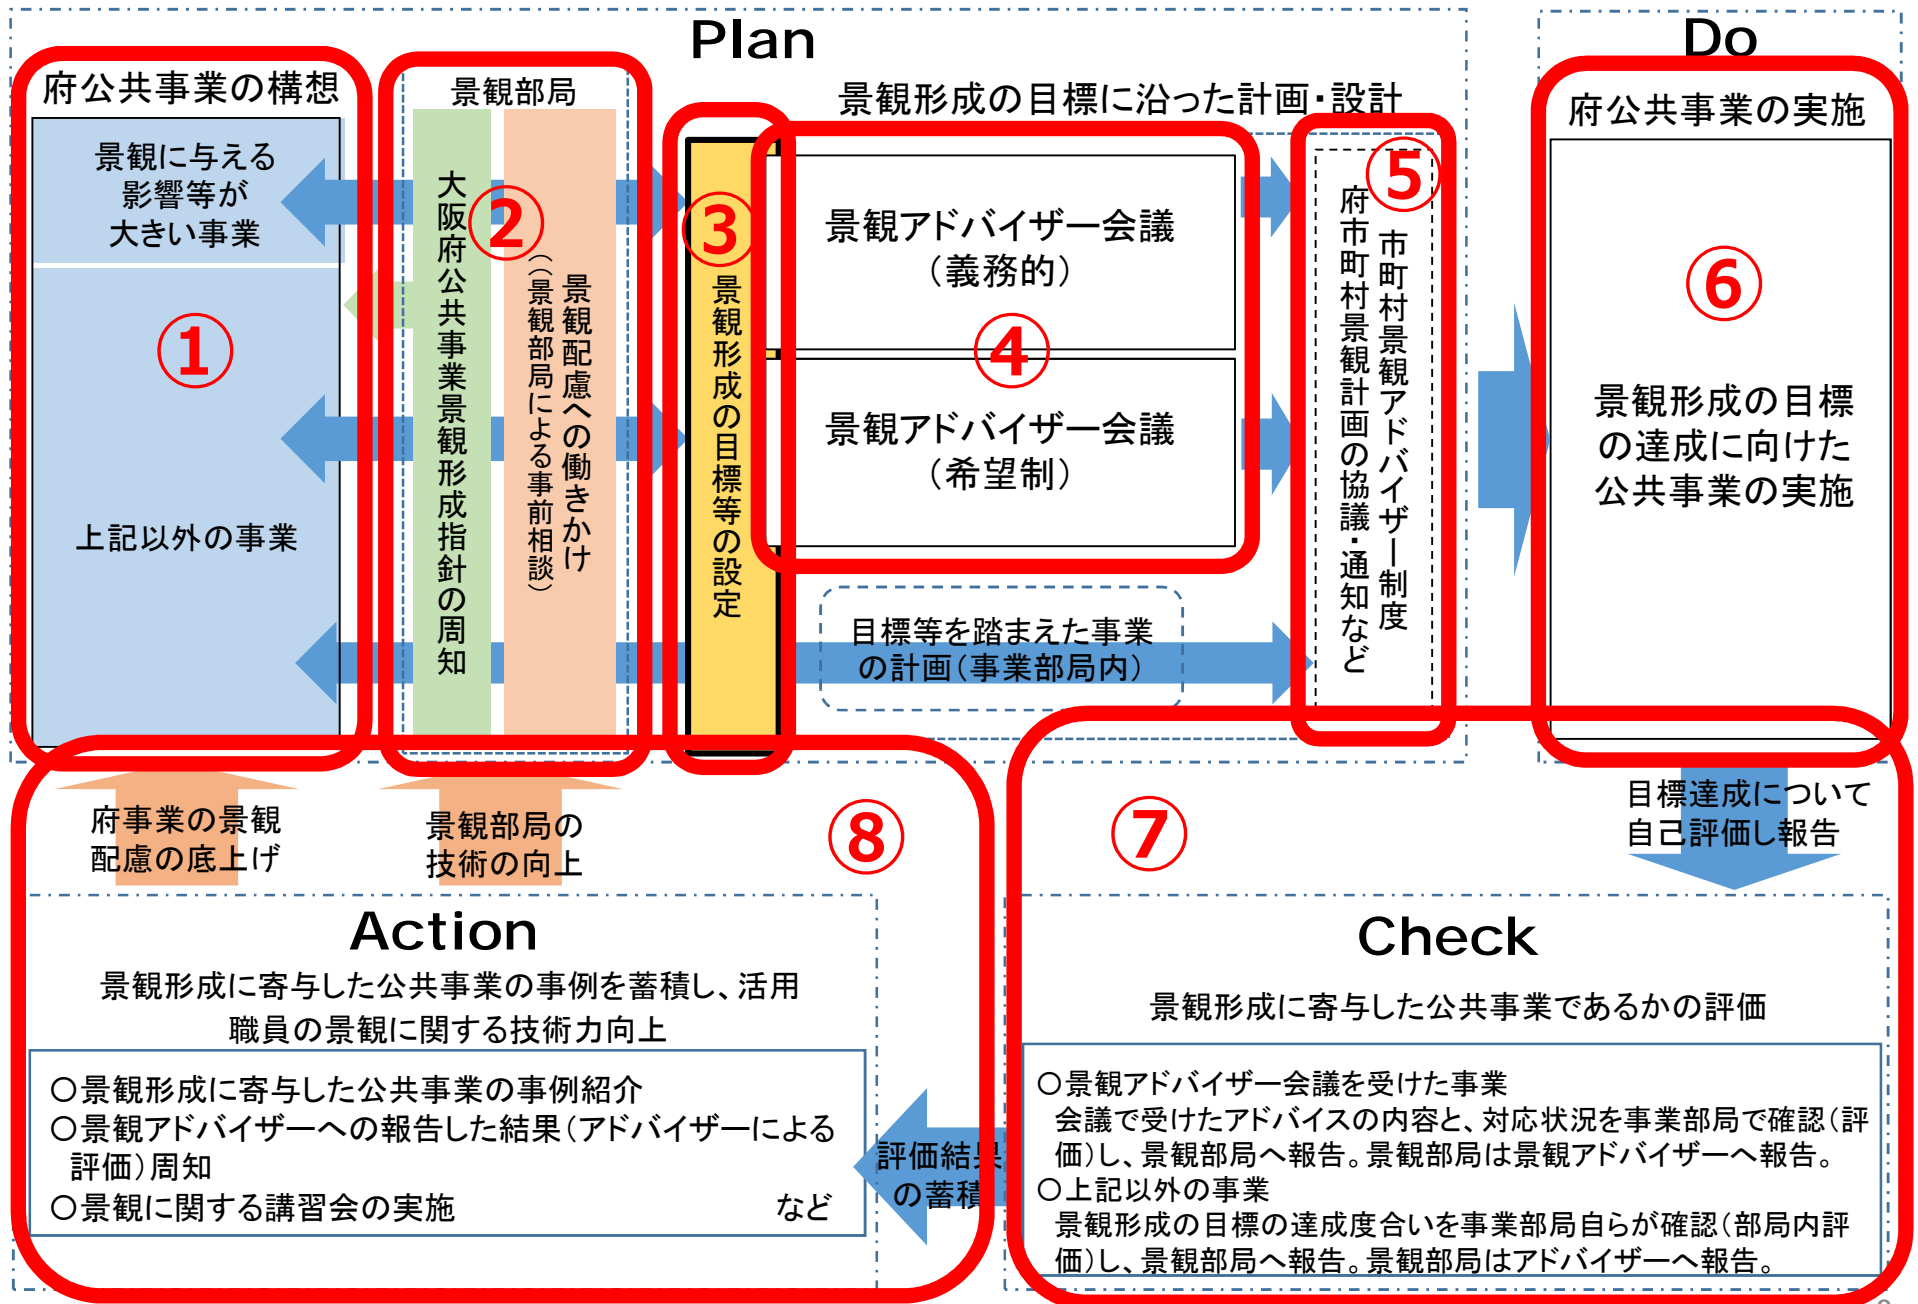 Plan
府公共事業の構想
景観に与える
影響等が
大きい事業
上記以外の事業
①
景観部局
大阪府公共事業景観形成指針の周知
②
景観配慮への働きかけ
（（景観部局による事前相談）
③
景観形成の目標等の設定
景観形成の目標に沿った計画・設計
景観アドバイザー会議
（義務的）
④
景観アドバイザー会議
（希望制）
目標等を踏まえた事業
の計画（事業部局内）
⑤
市町村景観アドバイザー制度
府市町村景観計画の協議・通知など
Do
府公共事業の実施
⑥
景観形成の目標
の達成に向けた
公共事業の実施
目標達成について
自己評価し報告
⑦
Check
景観形成に寄与した公共事業であるかの評価
○景観アドバイザー会議を受けた事業
会議で受けたアドバイスの内容と、対応状況を事業部局で確認（評
価）し、景観部局へ報告。景観部局は景観アドバイザーへ報告。
○上記以外の事業
景観形成の目標の達成度合いを事業部局自らが確認（部局内評
価）し、景観部局へ報告。景観部局はアドバイザーへ報告。
評価結果
の蓄積
⑧
府事業の景観
配慮の底上げ
景観部局の
技術の向上
Action
景観形成に寄与した公共事業の事例を蓄積し、活用
職員の景観に関する技術力向上
○景観形成に寄与した公共事業の事例紹介
○景観アドバイザーへの報告した結果（アドバイザーによる
評価）周知
○景観に関する講習会の実施 など